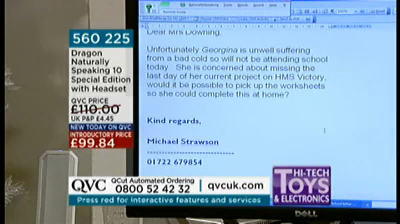 560 225
Dragon
Naturally
Speaking 10
Special Edition
with Headset
QVC PRICE
£110.00
UK P&P £4.45
NEW TODAY ON QVC
INTRODUCTORY PRICE
£99.84
Dear Mrs Downing,
Unfortunately Georgina is unwell suffering
from a bad cold so will not be attending school
today. She is concerned about missing the
last day of her current project on HMS Victory,
would it be possible to pick up the worksheets
so she could complete this at home?
Kind regards,
Michael Strawson
------------------------
01722 679854
QVC
QCut Automated Ordering
0800 52 42 32
qvcuk.com
Press red for interactive features and services
HI-TECH
TOYS
& ELECTRONICS
DELL